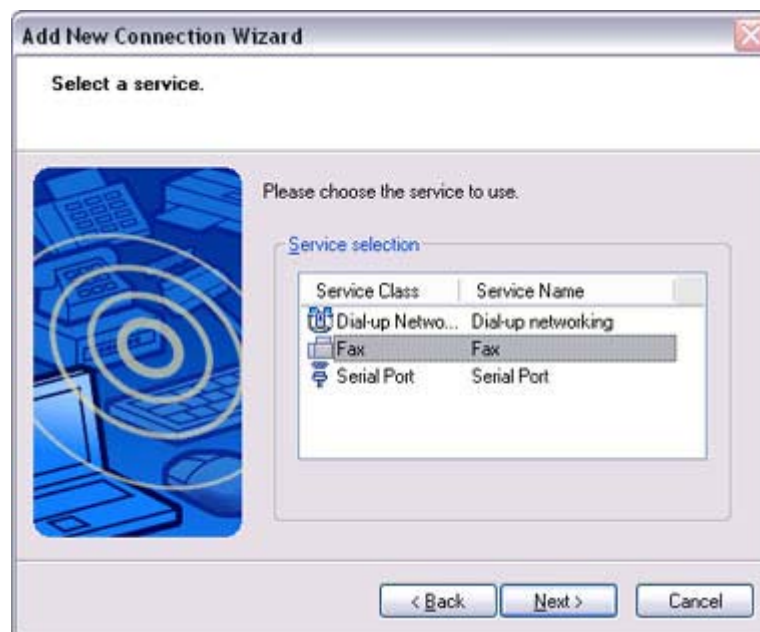 Add New Connection Wizard
Select a service.
Please choose the service to use.
Service selection
Service Class Service Name
Dial-up Netwo... Dial-up networking
Fax Fax
Serial Port Serial Port
< Back Next > Cancel